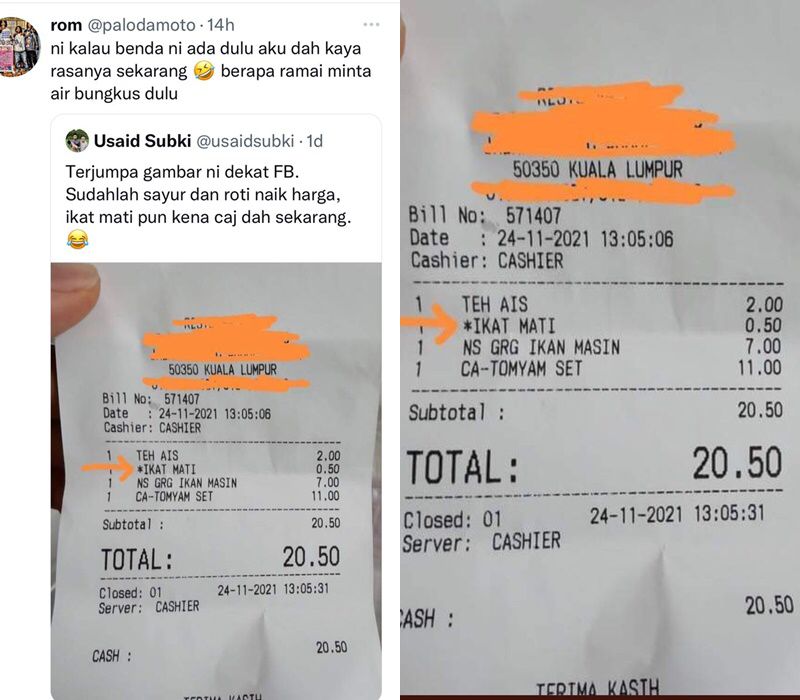 rom @palodamoto · 14h
ni kalau benda ni ada dulu aku dah kaya
rasanya sekarang 🤣 berapa ramai minta
air bungkus dulu
Usaid Subki @usaidsubki · 1d
Terjumpa gambar ni dekat FB.
Sudahlah sayur dan roti naik harga,
ikat mati pun kena caj dah sekarang.
😂
50350 KUALA LUMPUR
Bill No: 571407
Date : 24-11-2021 13:05:06
Cashier: CASHIER
1 TEH AIS 2.00
*IKAT MATI 0.50
1 NS GRG IKAN MASIN 7.00
1 CA-TOMYAM SET 11.00
Subtotal : 20.50
TOTAL: 20.50
Closed: 01 24-11-2021 13:05:31
Server: CASHIER
CASH : 20.50
TERIMA KASIH
50350 KUALA LUMPUR
Bill No: 571407
Date : 24-11-2021 13:05:06
Cashier: CASHIER
1 TEH AIS 2.00
*IKAT MATI 0.50
1 NS GRG IKAN MASIN 7.00
1 CA-TOMYAM SET 11.00
Subtotal : 20.50
TOTAL: 20.50
Closed: 01 24-11-2021 13:05:31
Server: CASHIER
CASH : 20.50
TERIMA KASIH